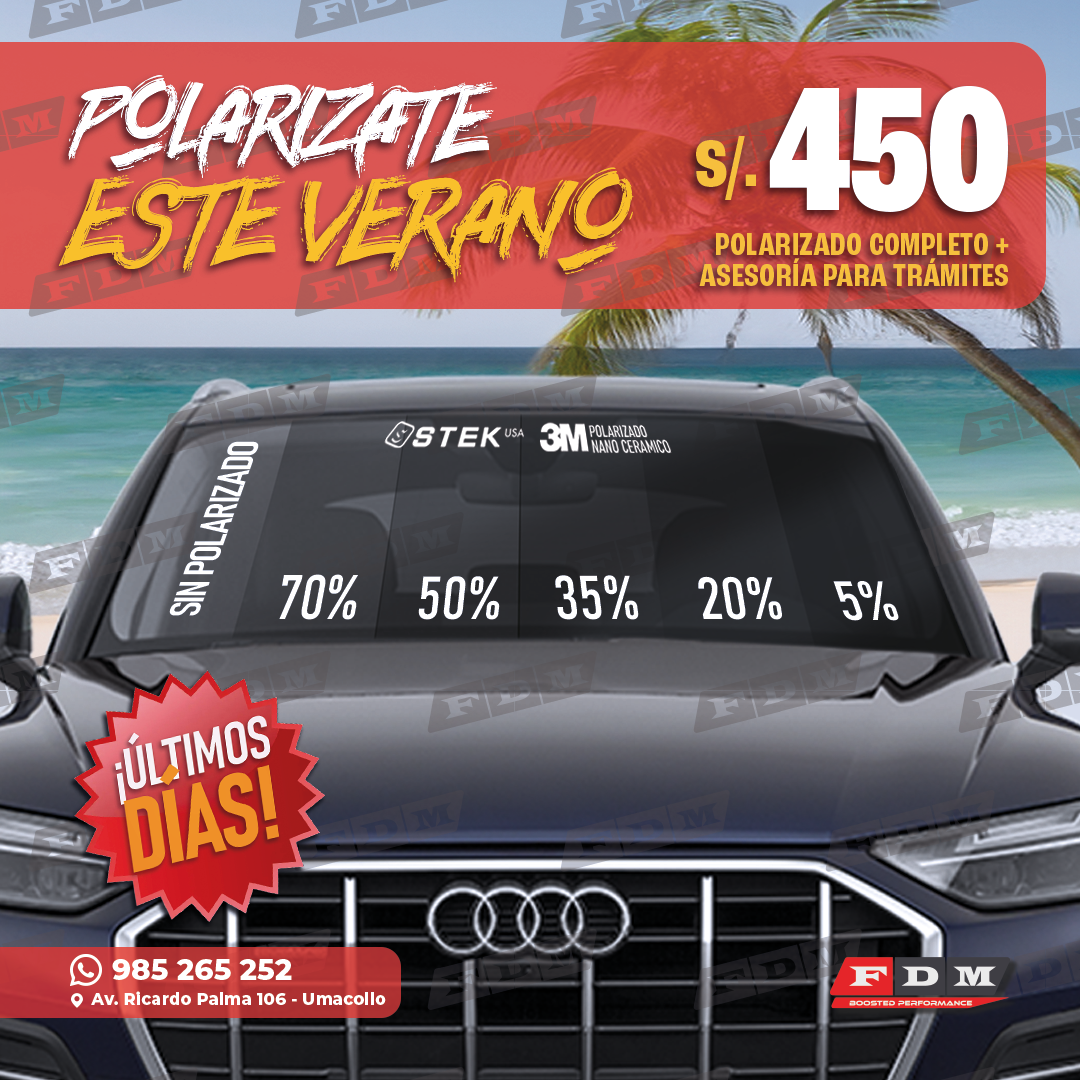 POLARIZATE
ESTE VERANO
S/. 450
POLARIZADO COMPLETO +
ASESORÍA PARA TRÁMITES
STEK USA
3M POLARIZADO
NANO CERAMICO
SIN POLARIZADO
70%
50%
35%
20%
5%
¡ÚLTIMOS
DÍAS!
985 265 252
Av. Ricardo Palma 106 - Umacollo
FDM
BOOSTED PERFORMANCE